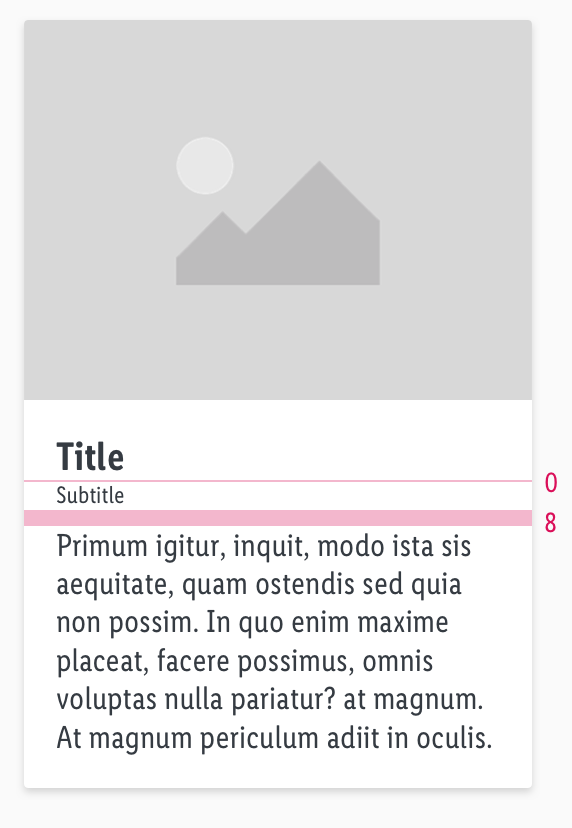 Title
0
Subtitle
8
Primum igitur, inquit, modo ista sis
aequitate, quam ostendis sed quia
non possim. In quo enim maxime
placeat, facere possimus, omnis
voluptas nulla pariatur? at magnum.
At magnum periculum adiit in oculis.